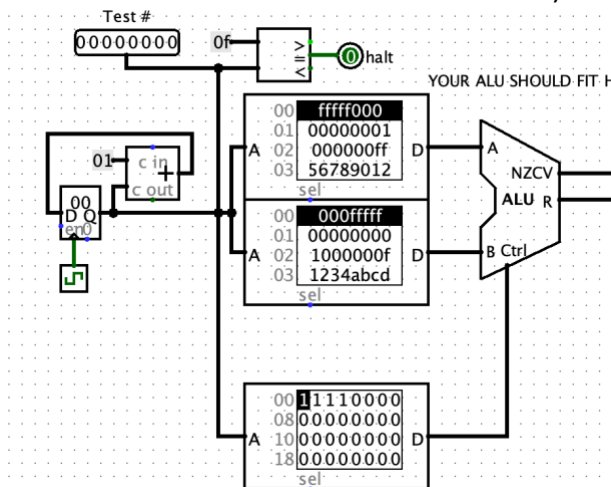 Test #
00000000
0f
>
=
<
halt
YOUR ALU SHOULD FIT H
01
c in
+
c out
00
D Q
en0
A
00 fffff000
01 00000001
02 000000ff
03 56789012
D
sel
A
00 000fffff
01 00000000
02 1000000f
03 1234abcd
D
sel
A
NZCV
ALU R
B Ctrl
A
00 11110000
08 00000000
10 00000000
18 00000000
D
sel
0